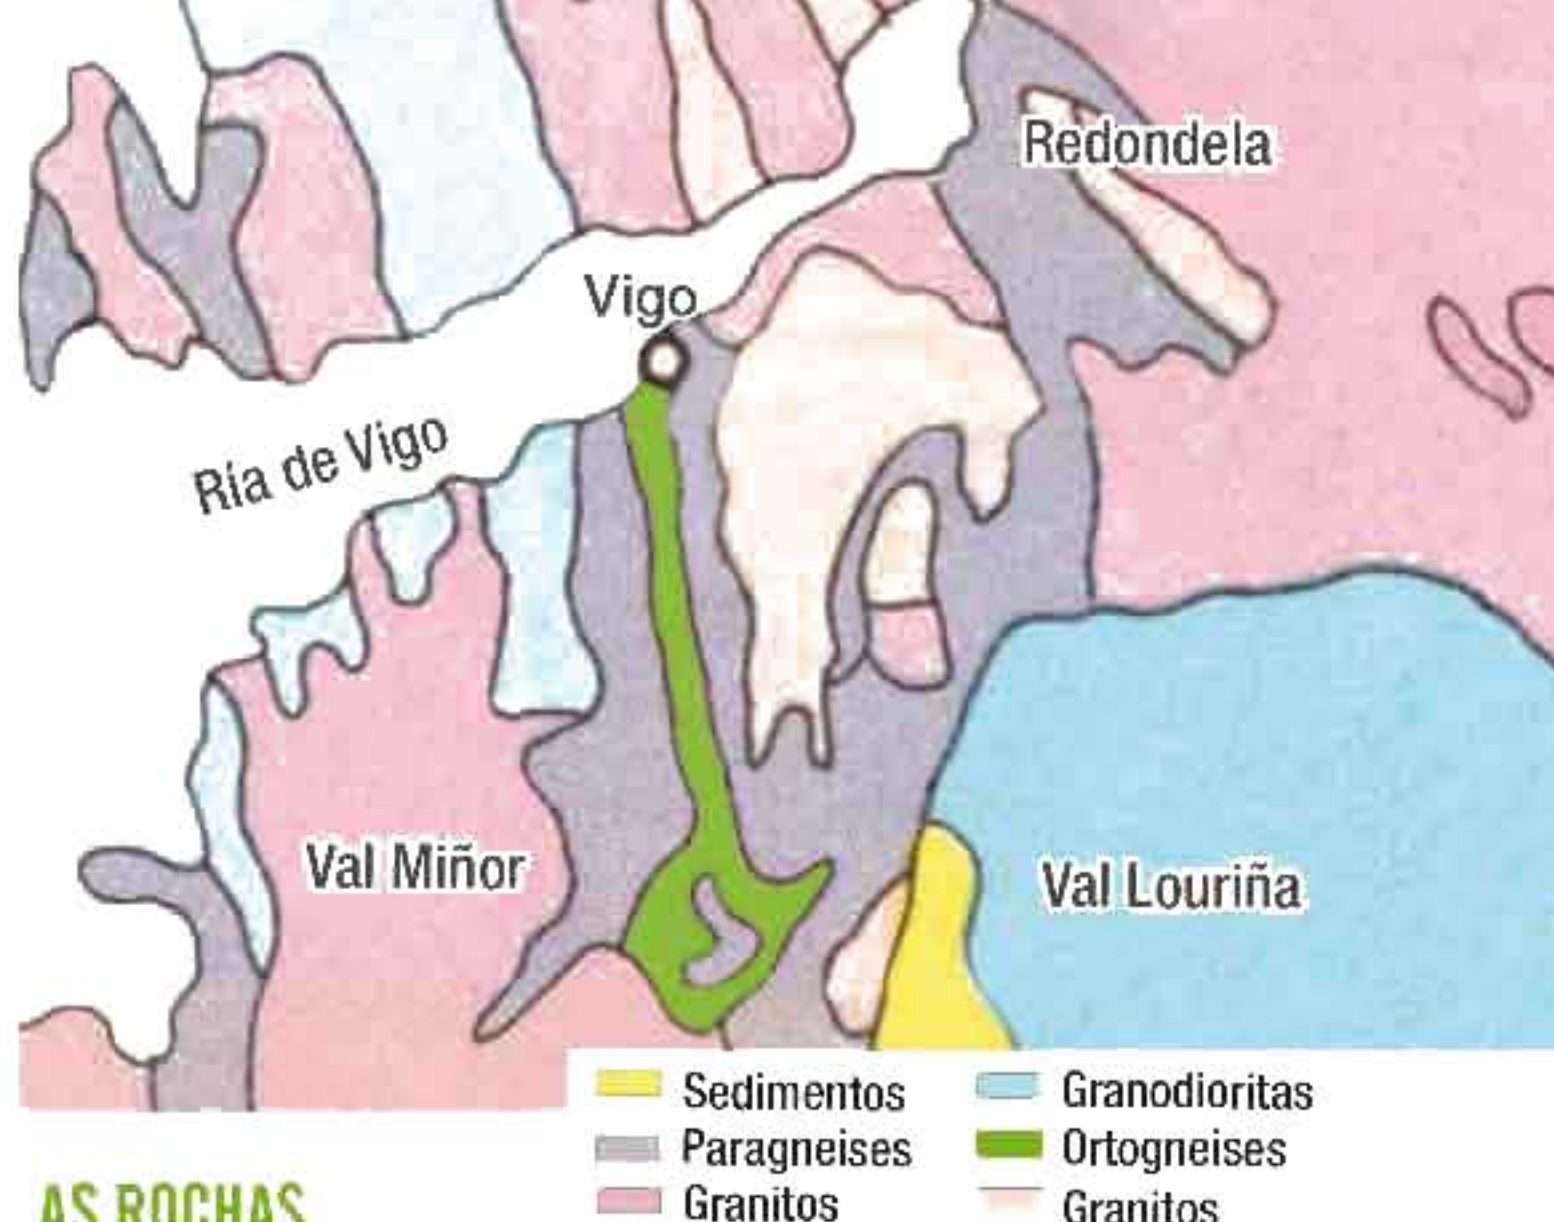 Redondela
Vigo
Ría de Vigo
Val Miñor
Val Louriña
Sedimentos
Granodioritas
Paragneises
Ortogneises
Granitos
Granitos
AS ROCHAS